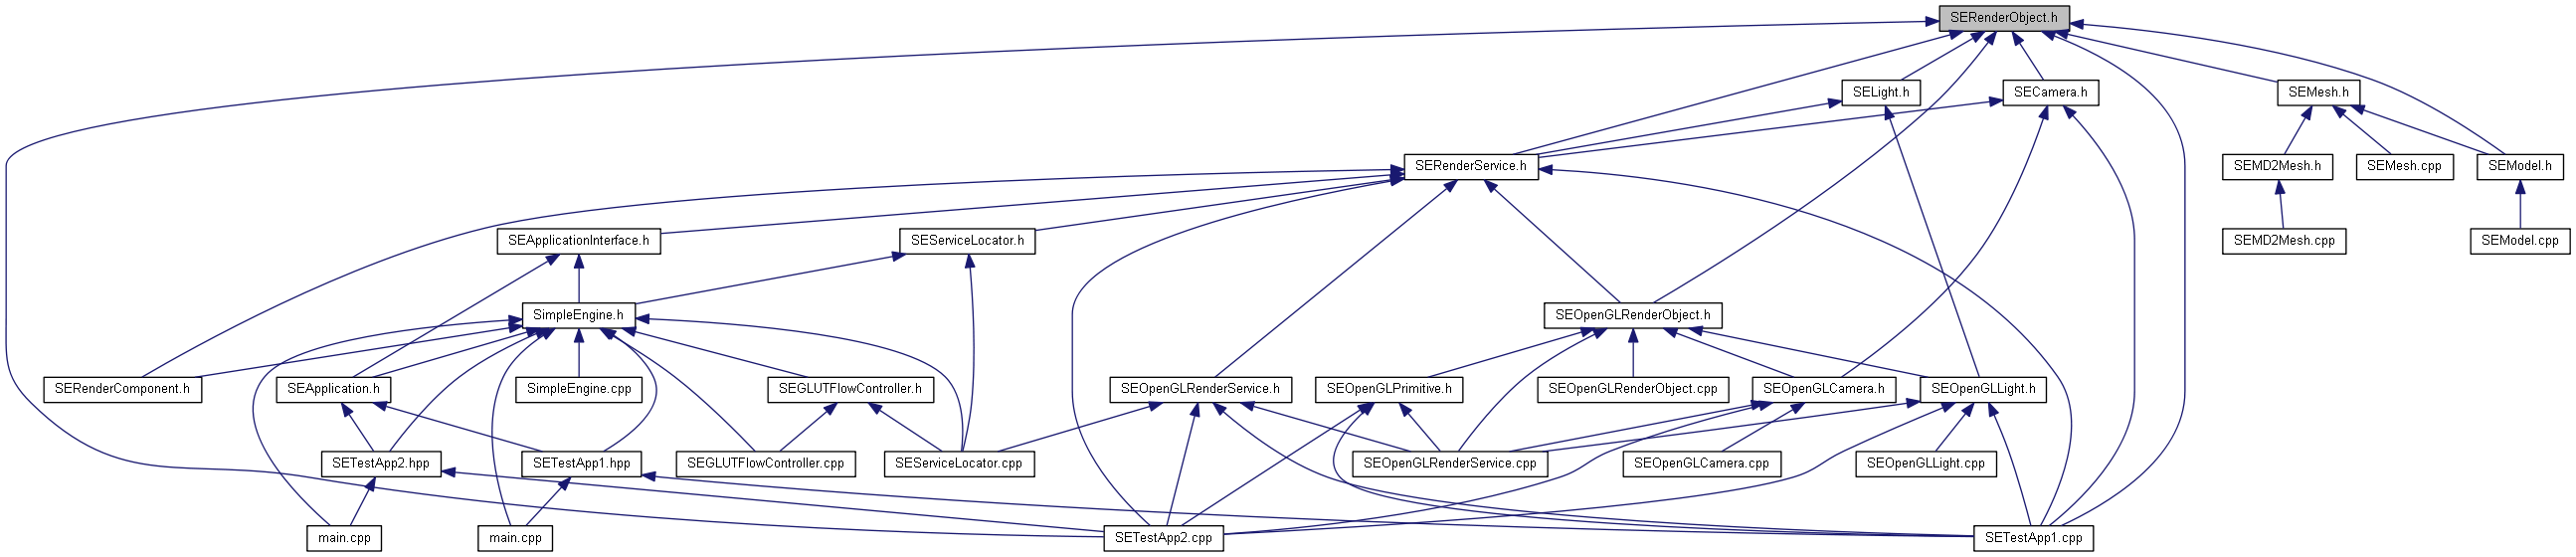 SERenderObject.h
SELight.h
SECamera.h
SEMesh.h
SERenderService.h
SEMD2Mesh.h
SEMesh.cpp
SEModel.h
SEApplicationInterface.h
SEServiceLocator.h
SEMD2Mesh.cpp
SEModel.cpp
SimpleEngine.h
SEOpenGLRenderObject.h
SERenderComponent.h
SEApplication.h
SimpleEngine.cpp
SEGLUTFlowController.h
SEOpenGLRenderService.h
SEOpenGLPrimitive.h
SEOpenGLRenderObject.cpp
SEOpenGLCamera.h
SEOpenGLLight.h
SETestApp2.hpp
SETestApp1.hpp
SEGLUTFlowController.cpp
SEServiceLocator.cpp
SEOpenGLRenderService.cpp
SEOpenGLCamera.cpp
SEOpenGLLight.cpp
main.cpp
main.cpp
SETestApp2.cpp
SETestApp1.cpp